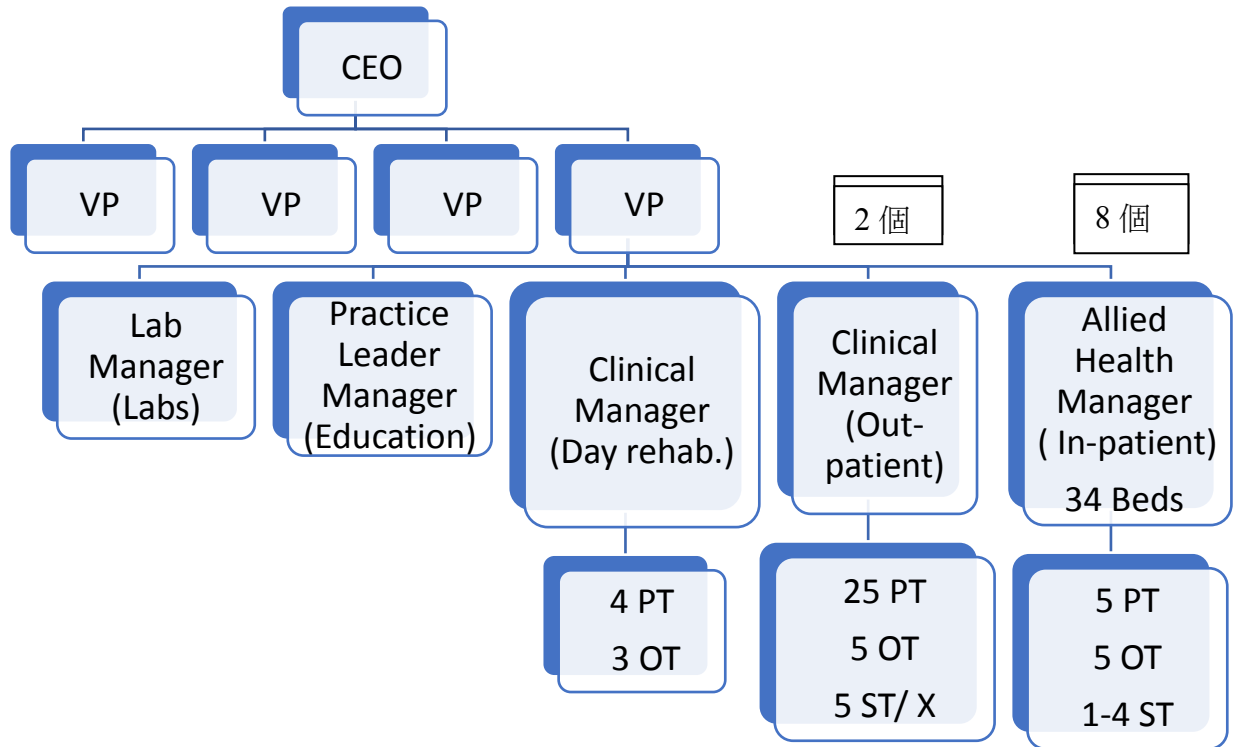 CEO
VP
VP
VP
VP
2 個
8 個
Lab
Manager
(Labs)
Practice
Leader
Manager
(Education)
Clinical
Manager
(Day rehab.)
Clinical
Manager
(Out-
patient)
Allied
Health
Manager
( In-patient)
34 Beds
4 PT
3 OT
25 PT
5 OT
5 ST/ X
5 PT
5 OT
1-4 ST